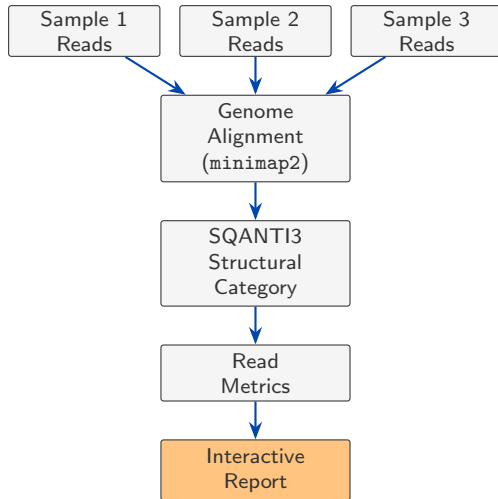 Sample 1
Reads
Sample 2
Reads
Sample 3
Reads
Genome
Alignment
(minimap2)
SQANTI3
Structural
Category
Read
Metrics
Interactive
Report